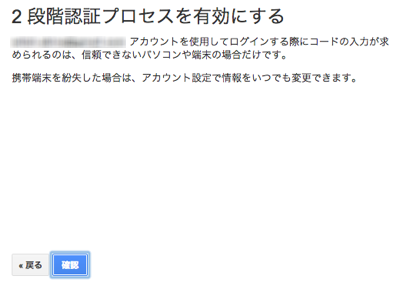 2 段階認証プロセスを有効にする
アカウントを使用してログインする際にコードの入力が求
められるのは、信頼できないパソコンや端末の場合だけです。
携帯端末を紛失した場合は、アカウント設定で情報をいつでも変更できます。
« 戻る
確認